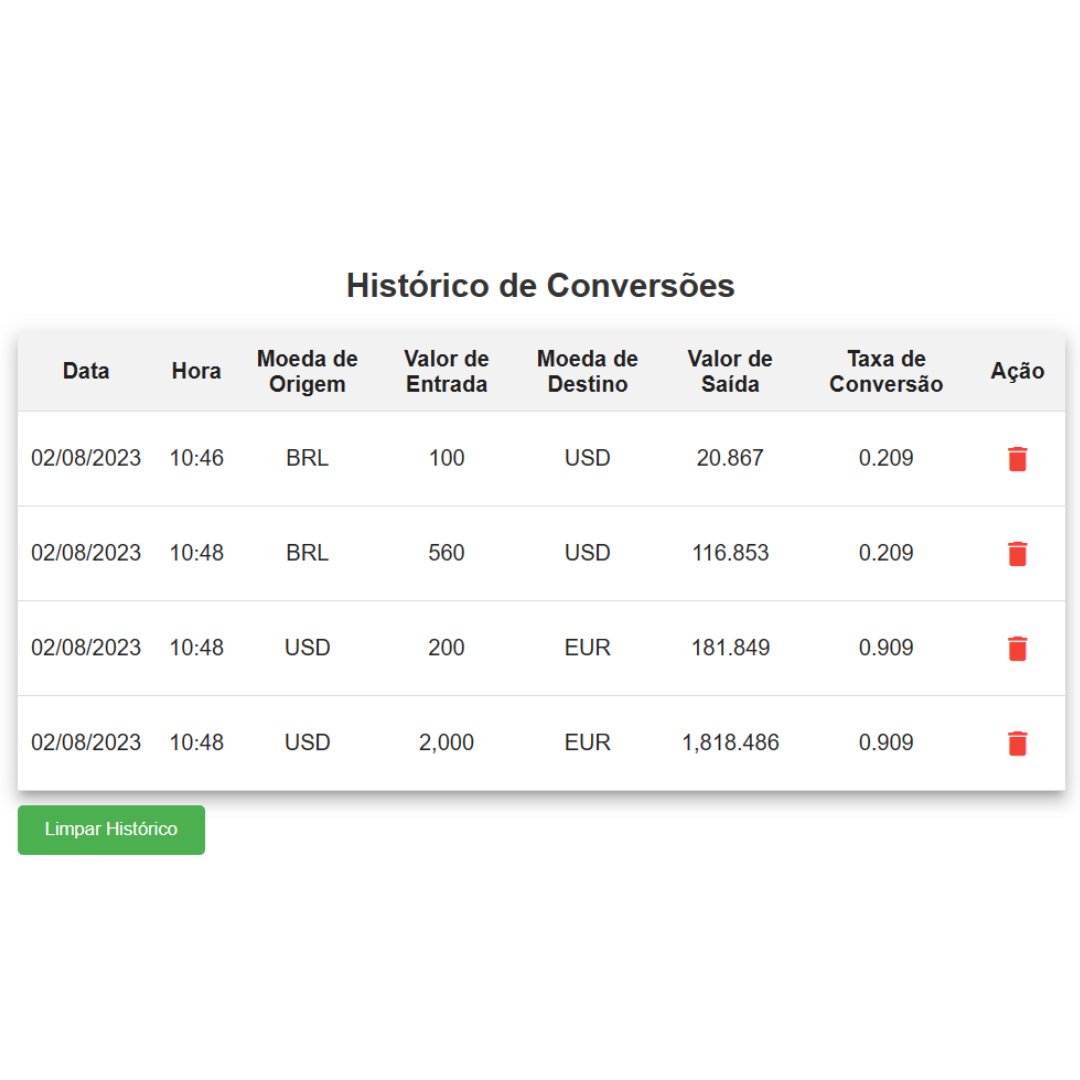 Histórico de Conversões
Data Hora Moeda de Origem Valor de Entrada Moeda de Destino Valor de Saída Taxa de Conversão Ação
02/08/2023 10:46 BRL 100 USD 20.867 0.209
02/08/2023 10:48 BRL 560 USD 116.853 0.209
02/08/2023 10:48 USD 200 EUR 181.849 0.909
02/08/2023 10:48 USD 2,000 EUR 1,818.486 0.909
Limpar Histórico